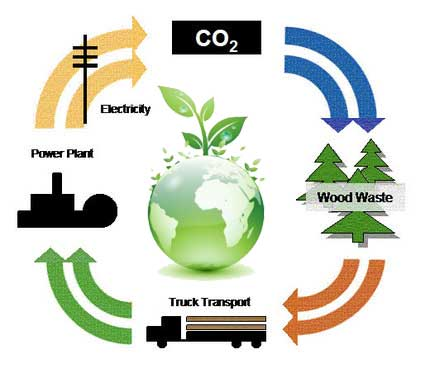 CO₂
Electricity
Power Plant
Wood Waste
Truck Transport